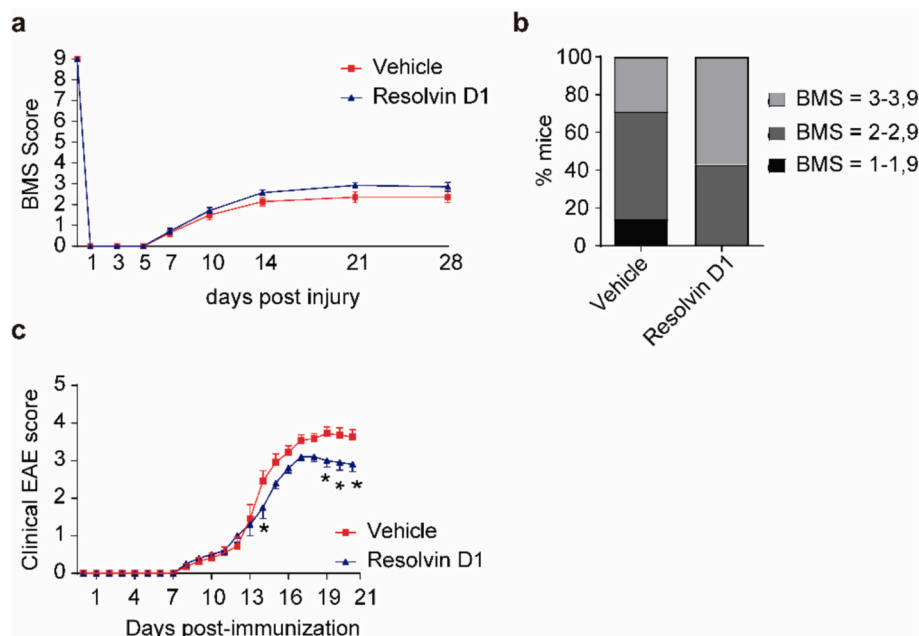 a
9
8
7
6
5
4
3
2
1
0
BMS Score
1 3 5 7 10 14 21 28
days post injury
Vehicle
Resolvin D1
b
100
80
60
40
20
0
% mice
Vehicle
Resolvin D1
BMS = 3-3,9
BMS = 2-2,9
BMS = 1-1,9
c
5
4
3
2
1
0
Clinical EAE score
*
* * *
Vehicle
Resolvin D1
1 4 7 10 13 16 19 21
Days post-immunization